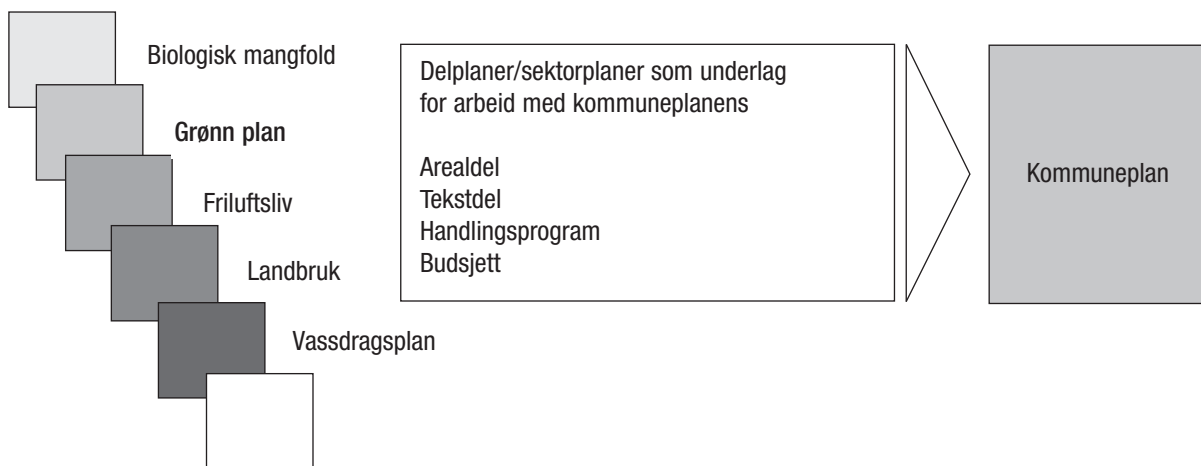 Biologisk mangfold
Grønn plan
Friluftsliv
Landbruk
Vassdragsplan
Delplaner/sektorplaner som underlag
for arbeid med kommuneplanens
Arealdel
Tekstdel
Handlingsprogram
Budsjett
Kommuneplan